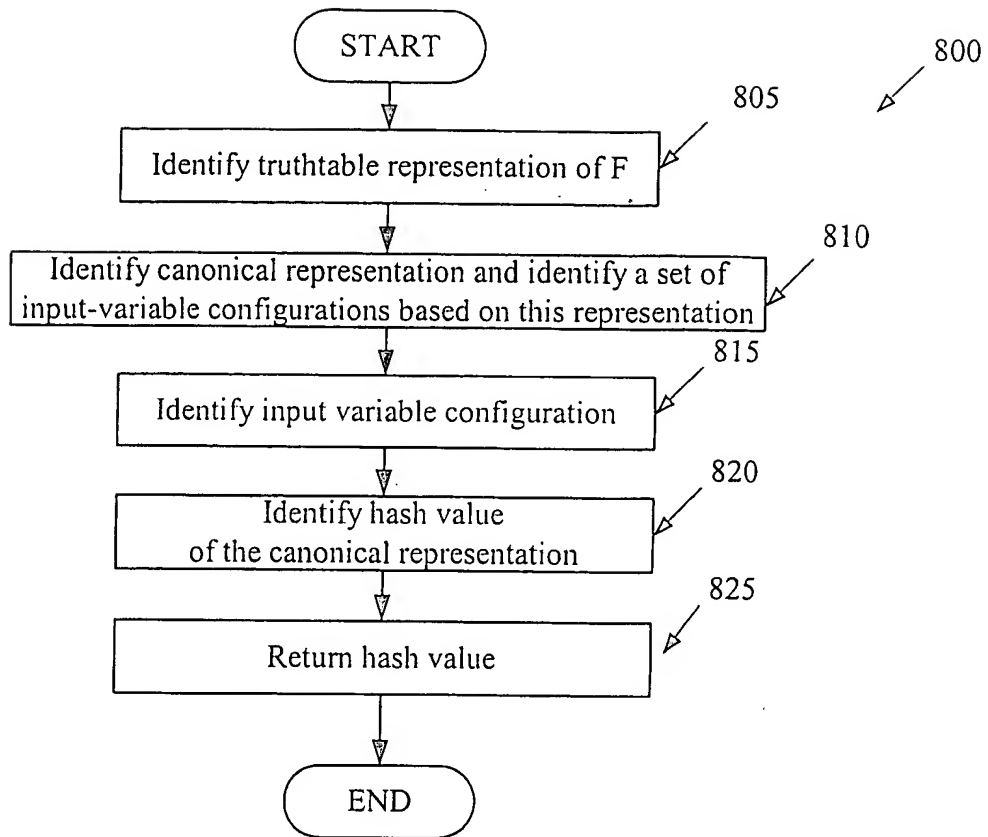 START
800
805
Identify truthtable representation of F
810
Identify canonical representation and identify a set of
input-variable configurations based on this representation
815
Identify input variable configuration
820
Identify hash value
of the canonical representation
825
Return hash value
END